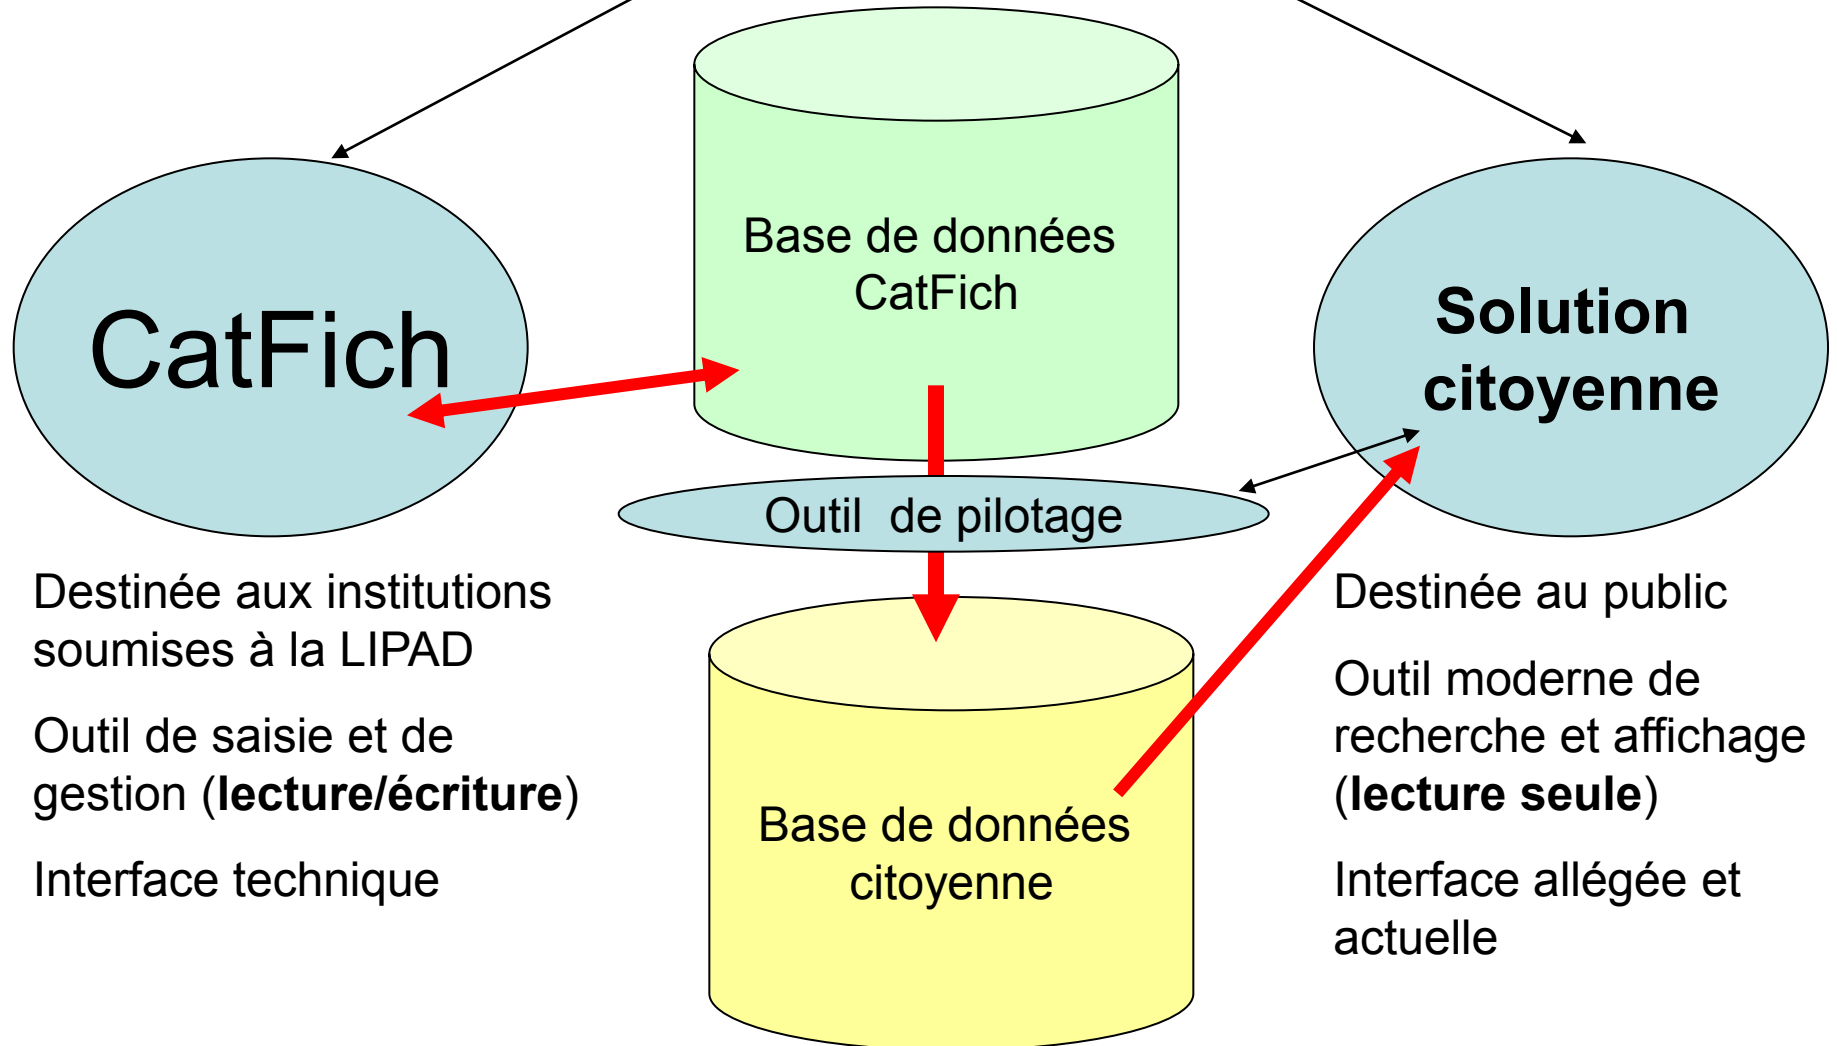 Base de données
CatFich
CatFich
Solution
citoyenne
Outil de pilotage
Destinée aux institutions
soumises à la LIPAD
Outil de saisie et de
gestion (lecture/écriture)
Interface technique
Base de données
citoyenne
Destinée au public
Outil moderne de
recherche et affichage
(lecture seule)
Interface allégée et
actuelle